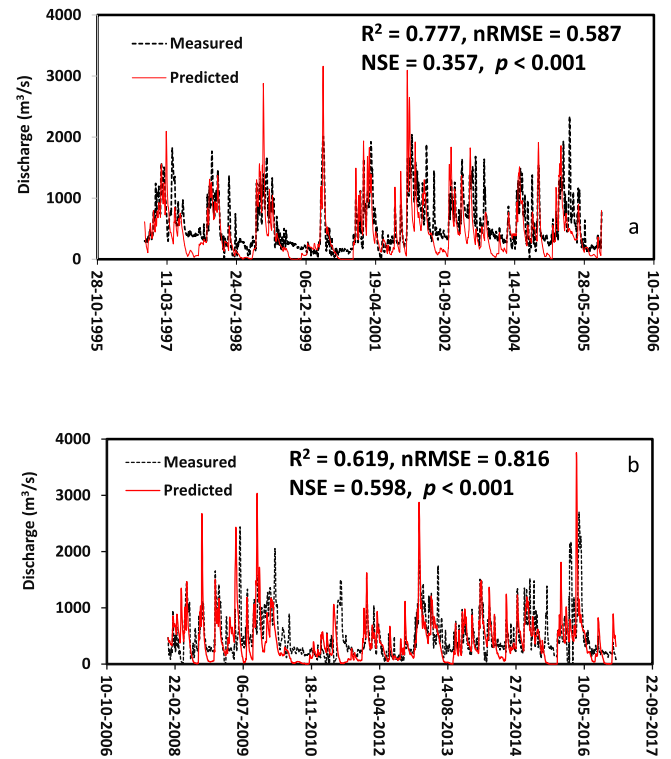 R² = 0.777, nRMSE = 0.587
NSE = 0.357, p < 0.001
Measured
Predicted
Discharge (m³/s)
4000
3000
2000
1000
0
a
28-10-1995
11-03-1997
24-07-1998
06-12-1999
19-04-2001
01-09-2002
14-01-2004
28-05-2005
10-10-2006
R² = 0.619, nRMSE = 0.816
NSE = 0.598, p < 0.001
b
Measured
Predicted
Discharge (m³/s)
4000
3000
2000
1000
0
10-10-2006
22-02-2008
06-07-2009
18-11-2010
01-04-2012
14-08-2013
27-12-2014
10-05-2016
22-09-2017